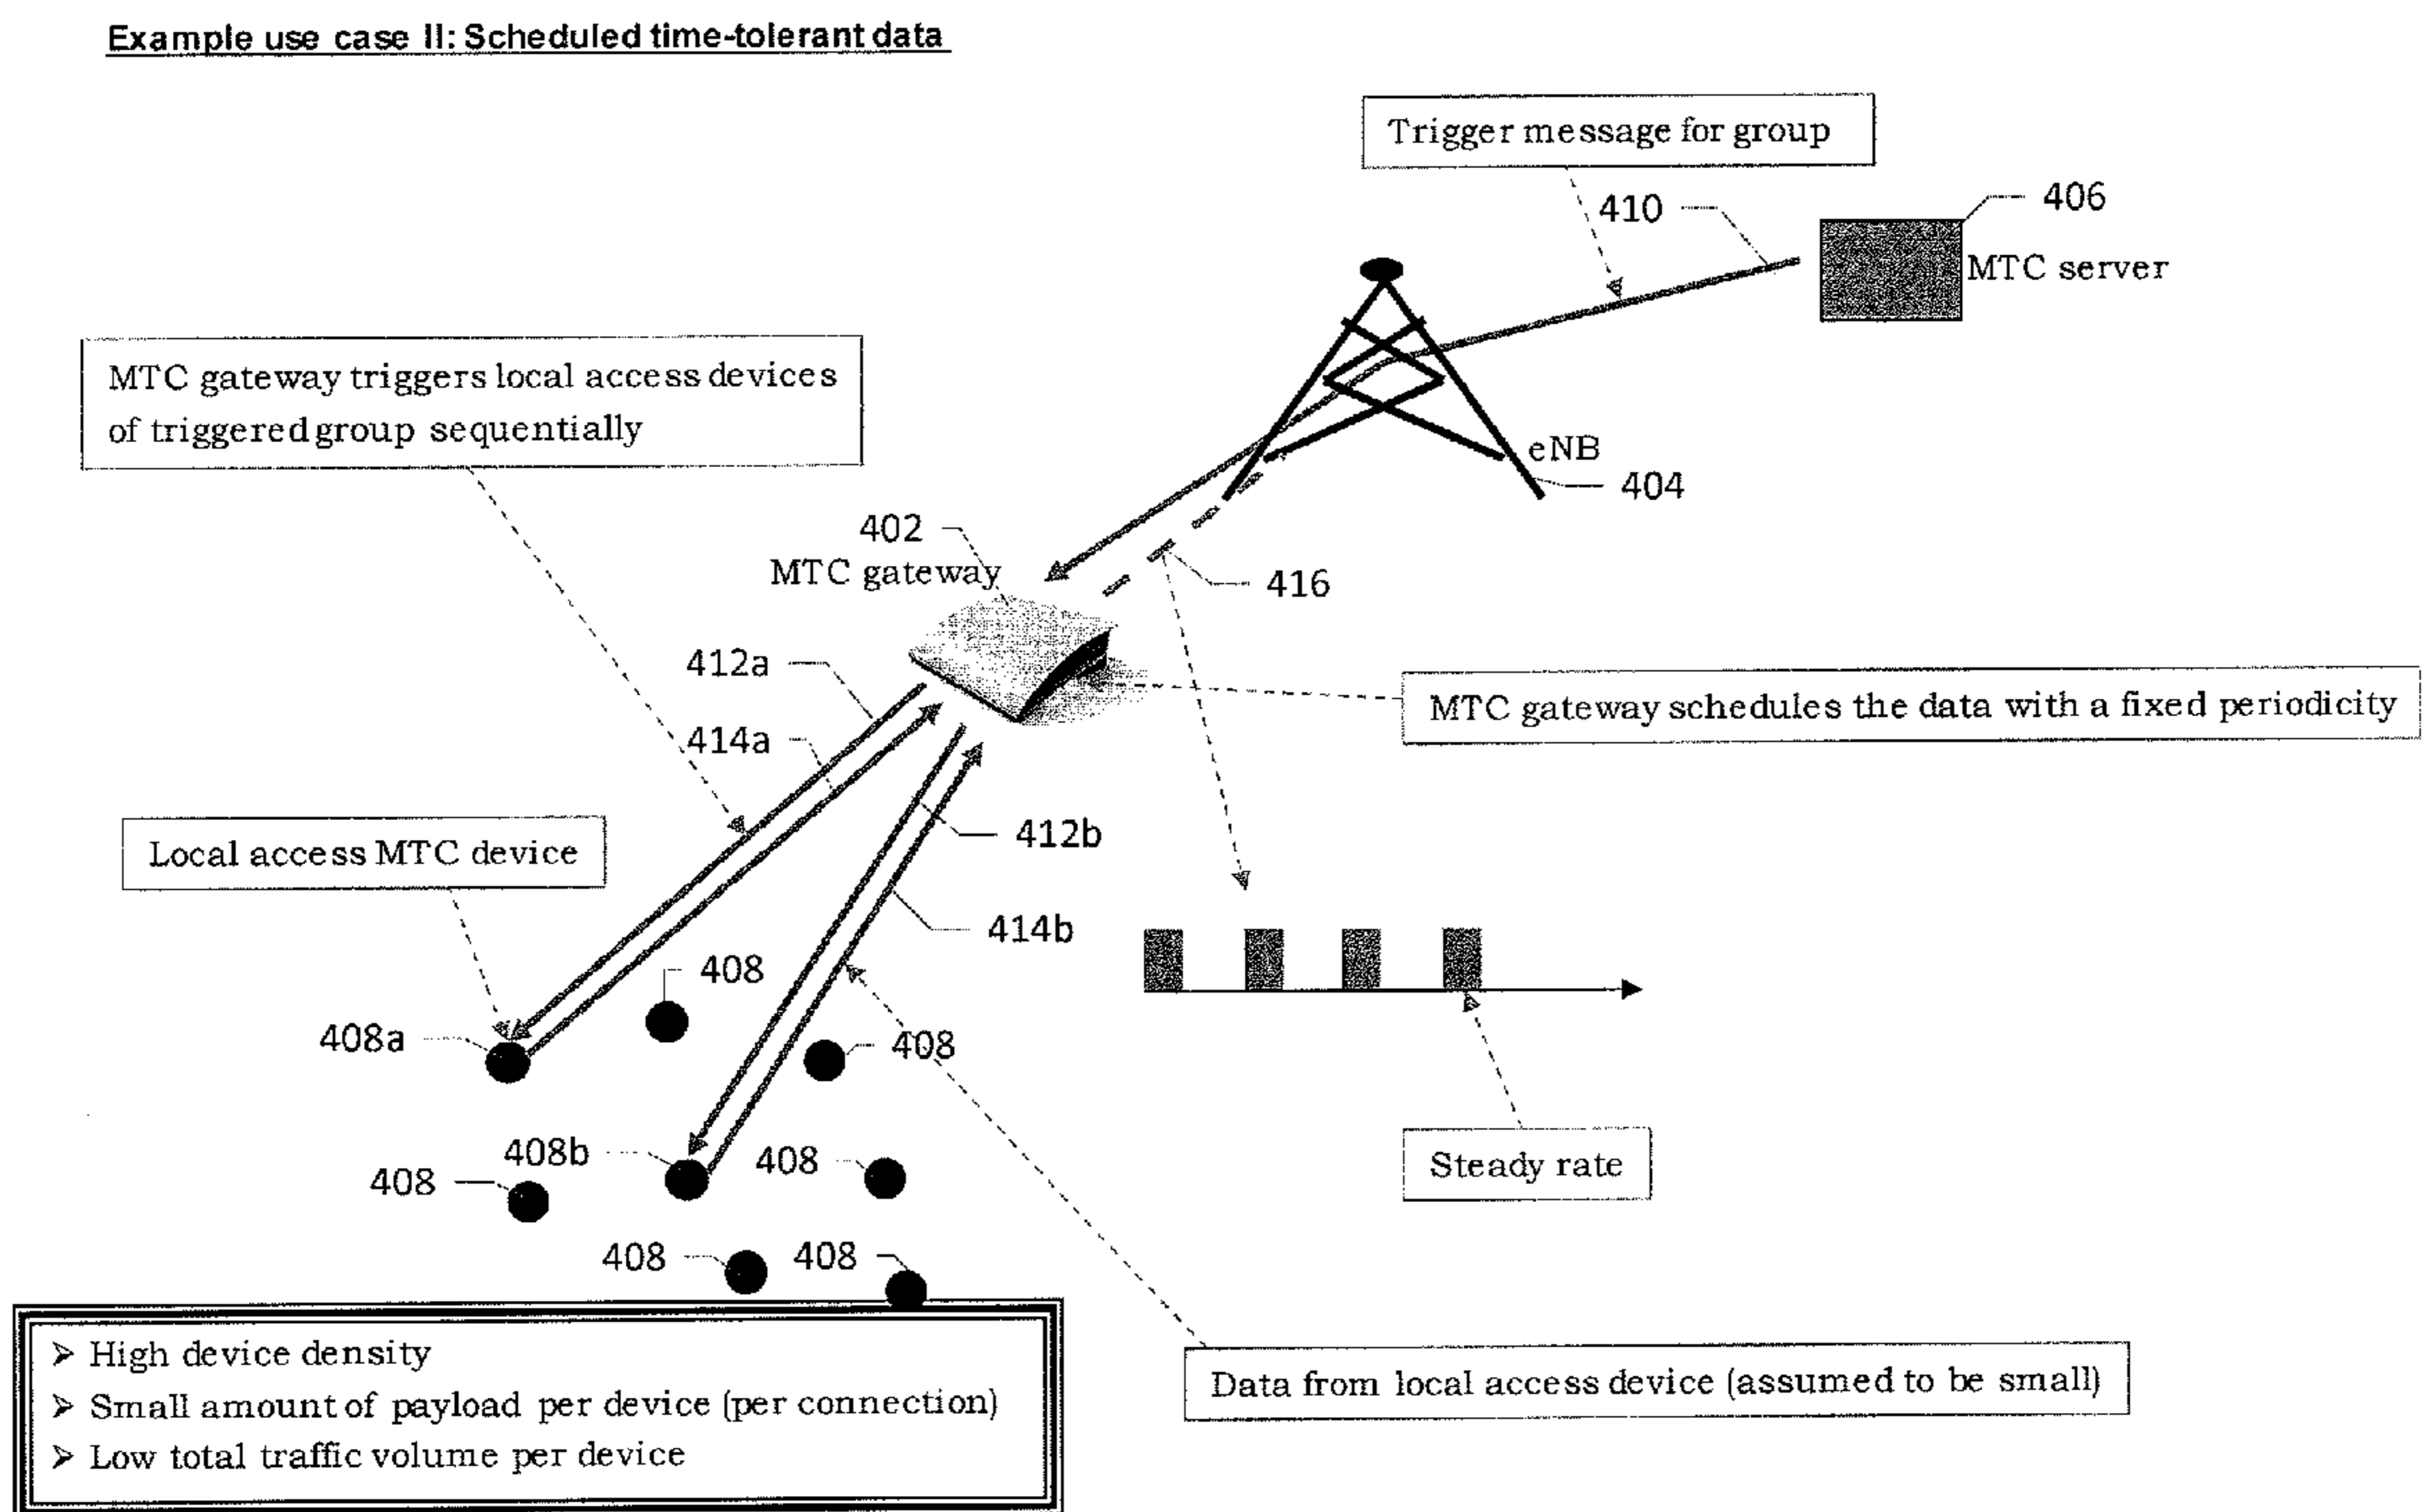 Example use case II: Scheduled time-tolerant data
Trigger message for group
410
406
MTC server
MTC gateway triggers local access devices
of triggered group sequentially
eNB
404
402
MTC gateway
416
412a
MTC gateway schedules the data with a fixed periodicity
414a
412b
Local access MTC device
414b
408
408a
408
408b
408
408
Steady rate
408
408
High device density
Small amount of payload per device (per connection)
Low total traffic volume per device
Data from local access device (assumed to be small)